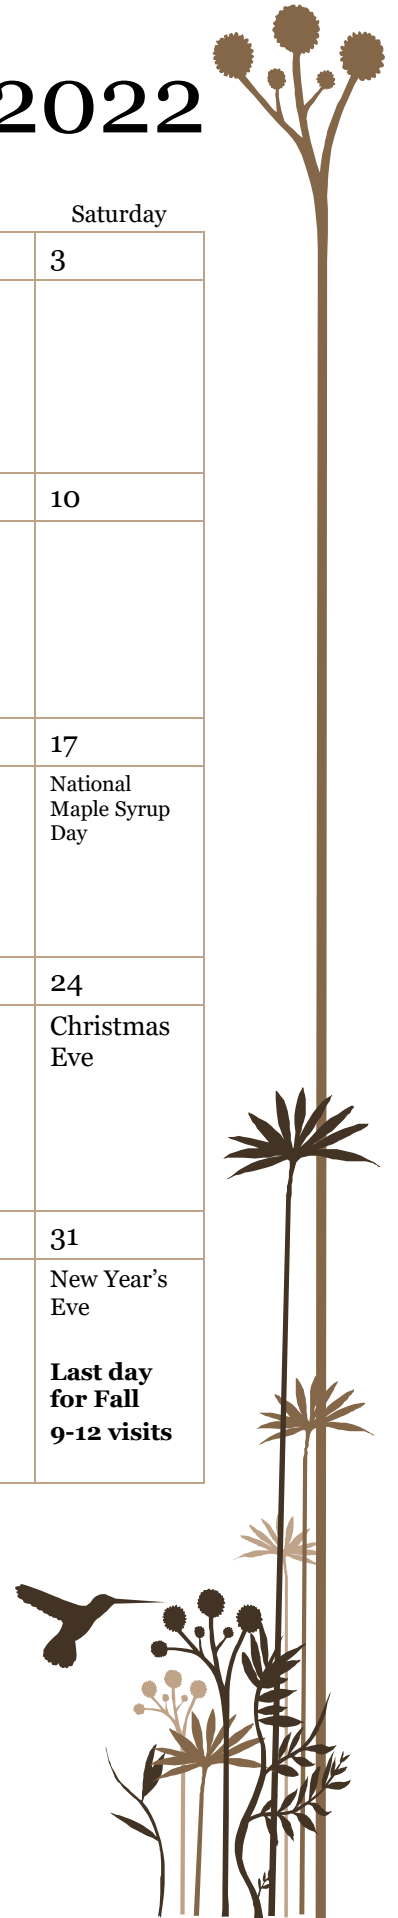 2022
Saturday
3
10
17
National
Maple Syrup
Day
24
Christmas
Eve
31
New Year’s
Eve
Last day
for Fall
9-12 visits